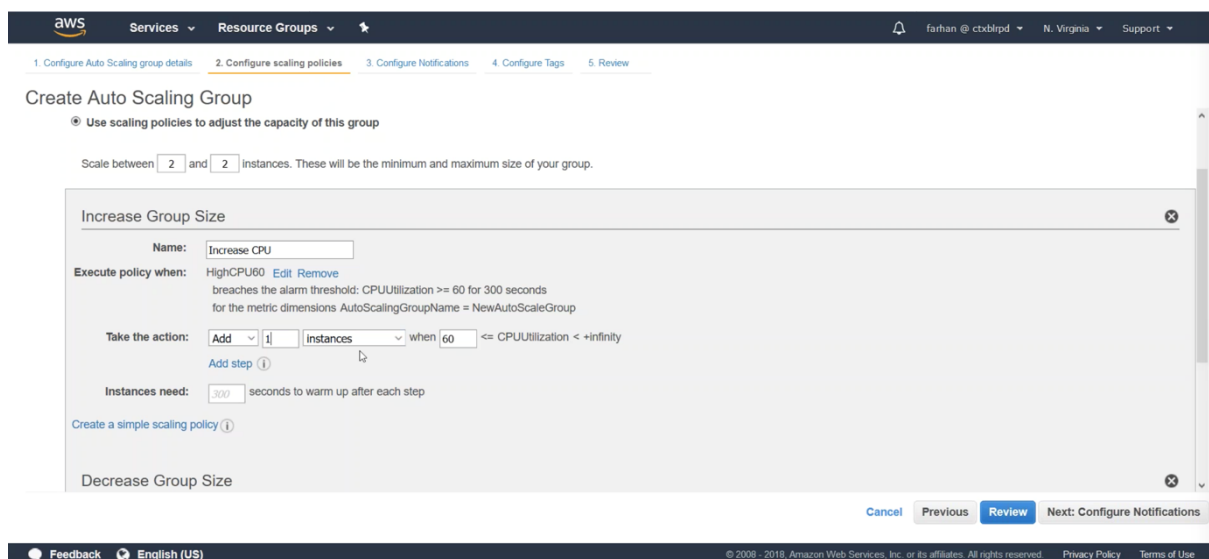 aws Services Resource Groups farhan @ ctxblrpd N. Virginia Support
1. Configure Auto Scaling group details 2. Configure scaling policies 3. Configure Notifications 4. Configure Tags 5. Review
Create Auto Scaling Group
Use scaling policies to adjust the capacity of this group
Scale between 2 and 2 instances. These will be the minimum and maximum size of your group.
Increase Group Size
Name: Increase CPU
Execute policy when: HighCPU60 Edit Remove
breaches the alarm threshold: CPUUtilization >= 60 for 300 seconds
for the metric dimensions AutoScalingGroupName = NewAutoScaleGroup
Take the action: Add 1 instances when 60 <= CPUUtilization < +infinity
Add step i
Instances need: 300 seconds to warm up after each step
Create a simple scaling policy i
Decrease Group Size
Cancel Previous Review Next: Configure Notifications
Feedback English (US) © 2008 - 2018, Amazon Web Services, Inc. or its affiliates. All rights reserved. Privacy Policy Terms of Use